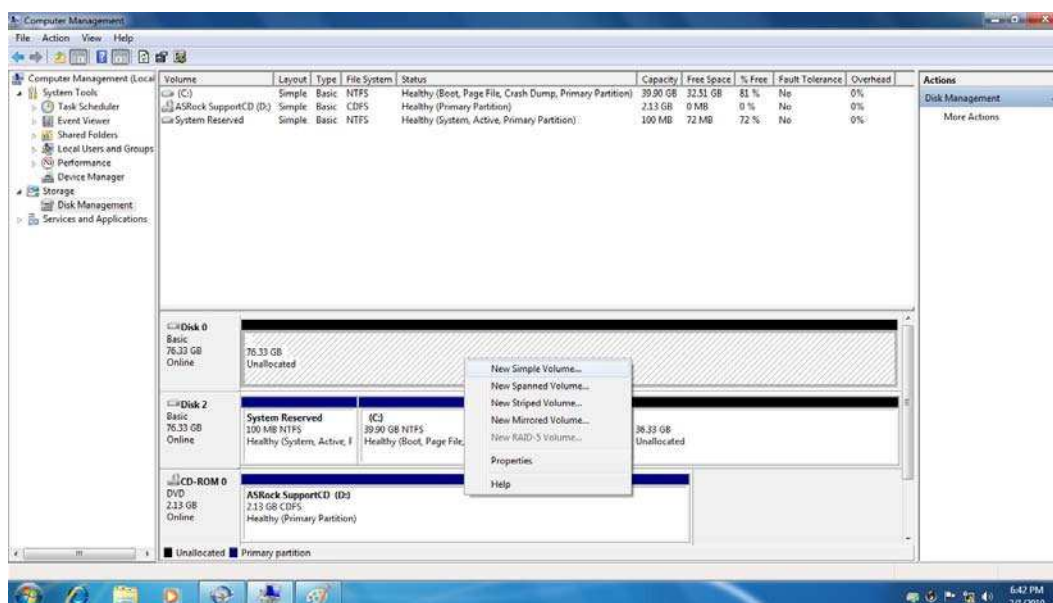 Computer Management
File Action View Help
Computer Management (Local
System Tools
Task Scheduler
Event Viewer
Shared Folders
Local Users and Groups
Performance
Device Manager
Storage
Disk Management
Services and Applications
Volume Layout Type File System Status Capacity Free Space % Free Fault Tolerance Overhead
(C:) Simple Basic NTFS Healthy (Boot, Page File, Crash Dump, Primary Partition) 39.90 GB 32.51 GB 81 % No 0%
ASRock SupportCD (D:) Simple Basic CDFS Healthy (Primary Partition) 2.13 GB 0 MB 0 % No 0%
System Reserved Simple Basic NTFS Healthy (System, Active, Primary Partition) 100 MB 72 MB 72 % No 0%
Actions
Disk Management
More Actions
Disk 0
Basic
76.33 GB
Online
76.33 GB
Unallocated
New Simple Volume...
New Spanned Volume...
New Striped Volume...
New Mirrored Volume...
New RAID-5 Volume...
Properties
Help
Disk 2
Basic
76.33 GB
Online
System Reserved
100 MB NTFS
Healthy (System, Active, F
(C:)
39.90 GB NTFS
Healthy (Boot, Page File,
36.33 GB
Unallocated
CD-ROM 0
DVD
2.13 GB
Online
ASRock SupportCD (D:)
2.13 GB CDFS
Healthy (Primary Partition)
Unallocated Primary partition
6:42 PM